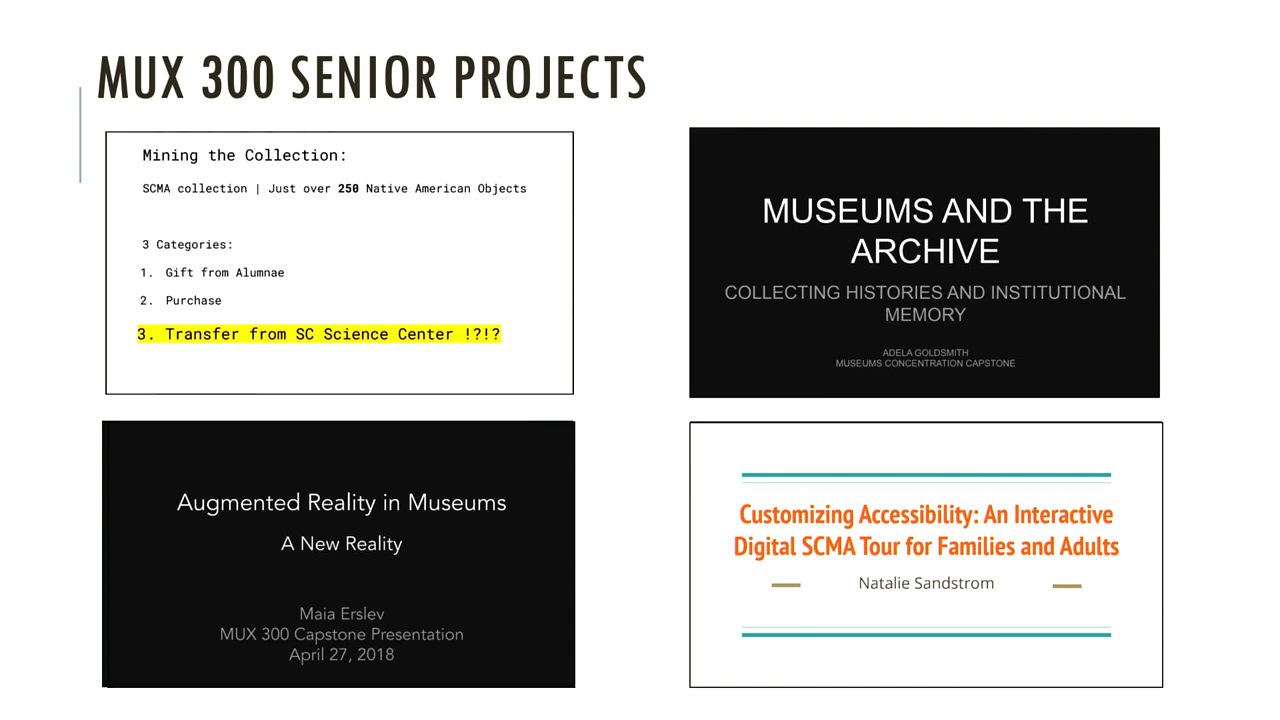 MUX 300 SENIOR PROJECTS
Mining the Collection:
SCMA collection | Just over 250 Native American Objects
3 Categories:
1. Gift from Alumnae
2. Purchase
3. Transfer from SC Science Center !?!?
MUSEUMS AND THE
ARCHIVE
COLLECTING HISTORIES AND INSTITUTIONAL
MEMORY
ADELA GOLDSMITH
MUSEUMS CONCENTRATION CAPSTONE
Augmented Reality in Museums
A New Reality
Maia Erslev
MUX 300 Capstone Presentation
April 27, 2018
Customizing Accessibility: An Interactive
Digital SCMA Tour for Families and Adults
Natalie Sandstrom